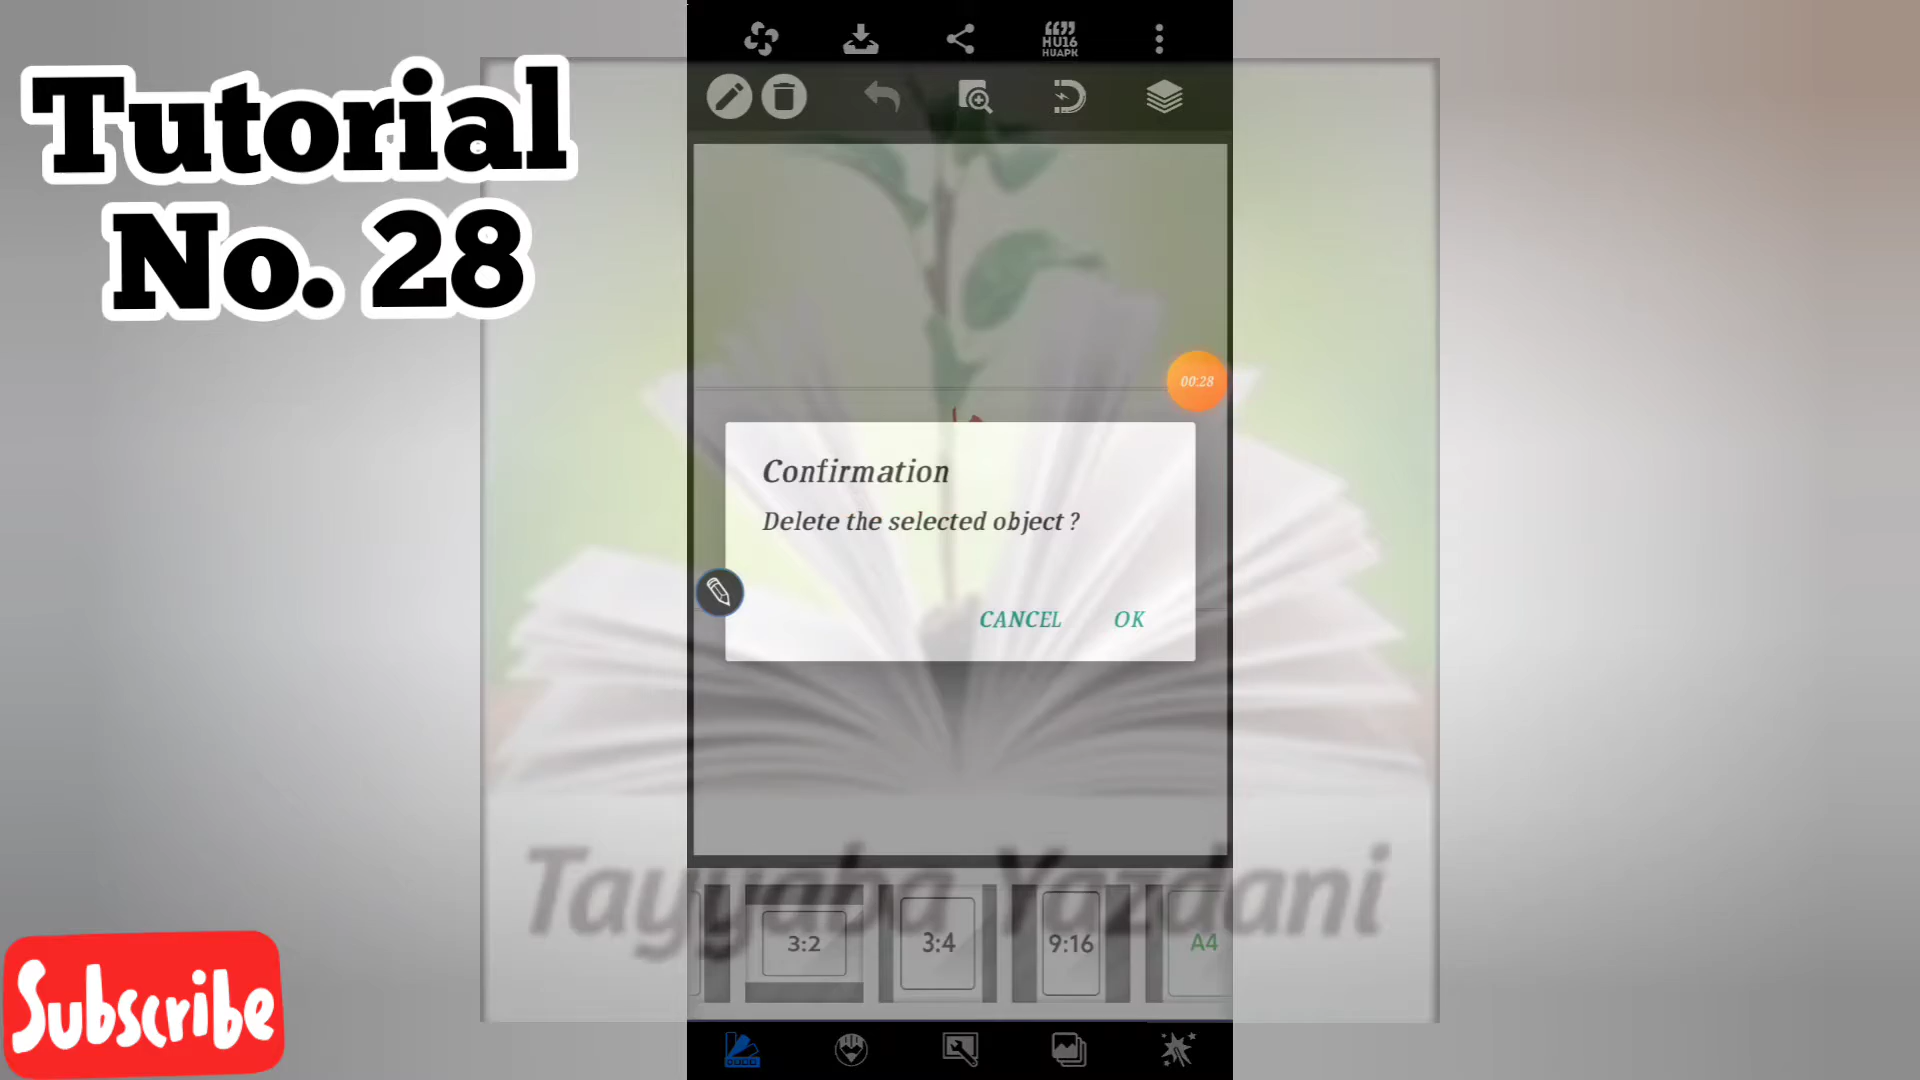 Tutorial
No. 28
HU16
HUAPK
00:28
Confirmation
Delete the selected object ?
CANCEL OK
Tayyaba Yazdani
3:2 3:4 9:16 A4
Subscribe